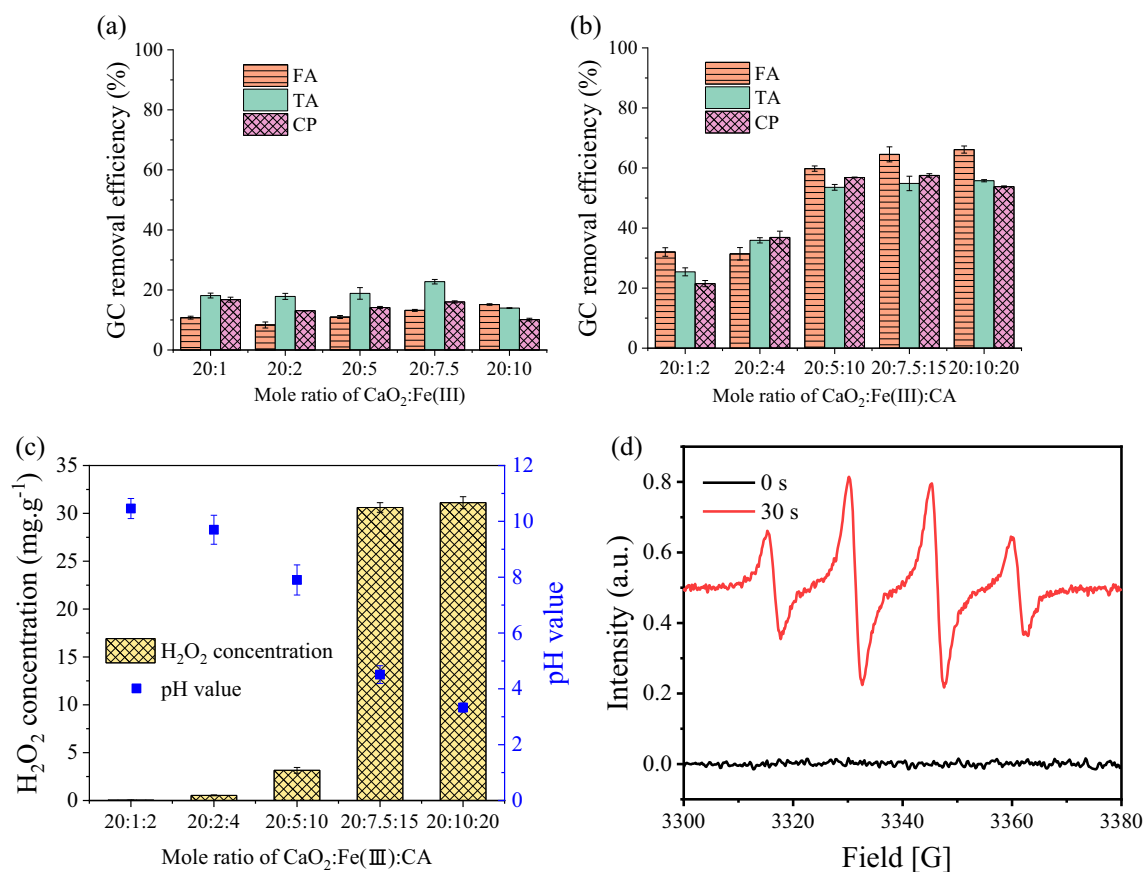 (a)
GC removal efficiency (%)
100
80
60
40
20
0
FA
TA
CP
20:1 20:2 20:5 20:7.5 20:10
Mole ratio of CaO₂:Fe(III)
(b)
GC removal efficiency (%)
100
80
60
40
20
0
FA
TA
CP
20:1:2 20:2:4 20:5:10 20:7.5:15 20:10:20
Mole ratio of CaO₂:Fe(III):CA
(c)
H₂O₂ concentration (mg.g⁻¹)
35
30
25
20
15
10
5
0
H₂O₂ concentration
pH value
12
10
8
6
4
2
0
pH value
20:1:2 20:2:4 20:5:10 20:7.5:15 20:10:20
Mole ratio of CaO₂:Fe(Ⅲ):CA
(d)
Intensity (a.u.)
0.8
0.6
0.4
0.2
0.0
0 s
30 s
3300 3320 3340 3360 3380
Field [G]